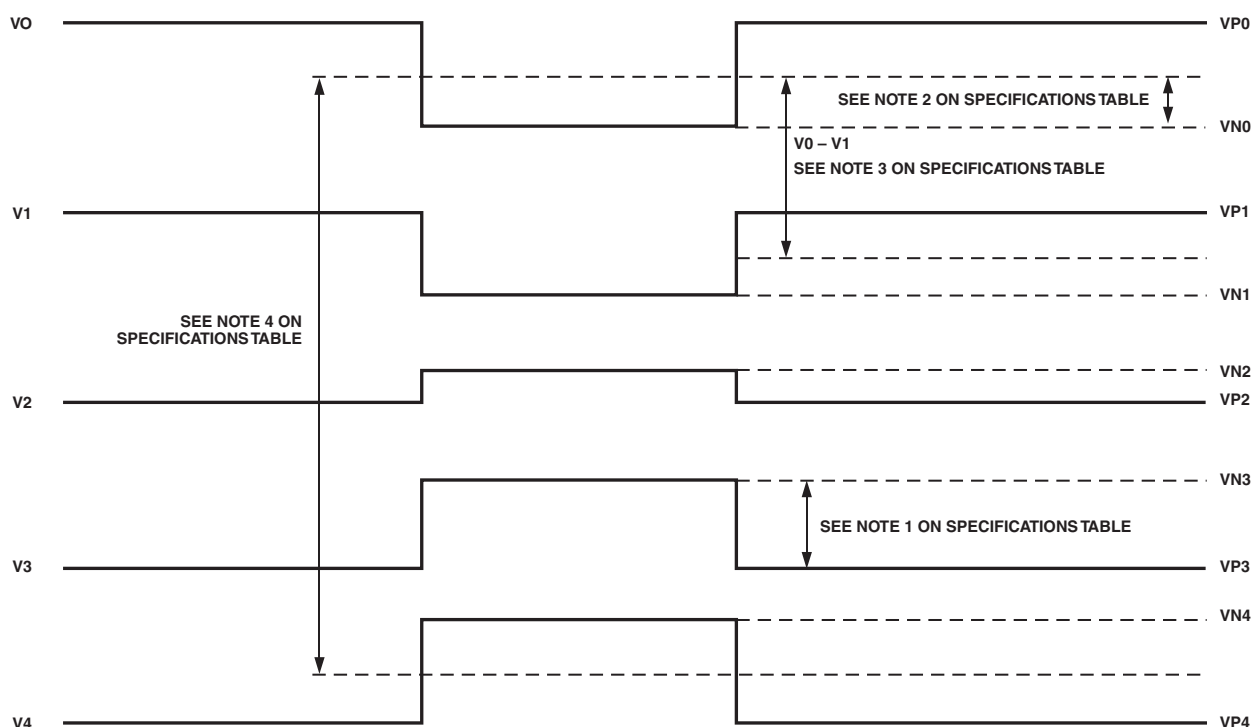 VO
VP0
SEE NOTE 2 ON SPECIFICATIONS TABLE
VN0
V0 – V1
SEE NOTE 3 ON SPECIFICATIONS TABLE
V1
VP1
VN1
SEE NOTE 4 ON
SPECIFICATIONS TABLE
VN2
V2
VP2
VN3
SEE NOTE 1 ON SPECIFICATIONS TABLE
V3
VP3
VN4
V4
VP4